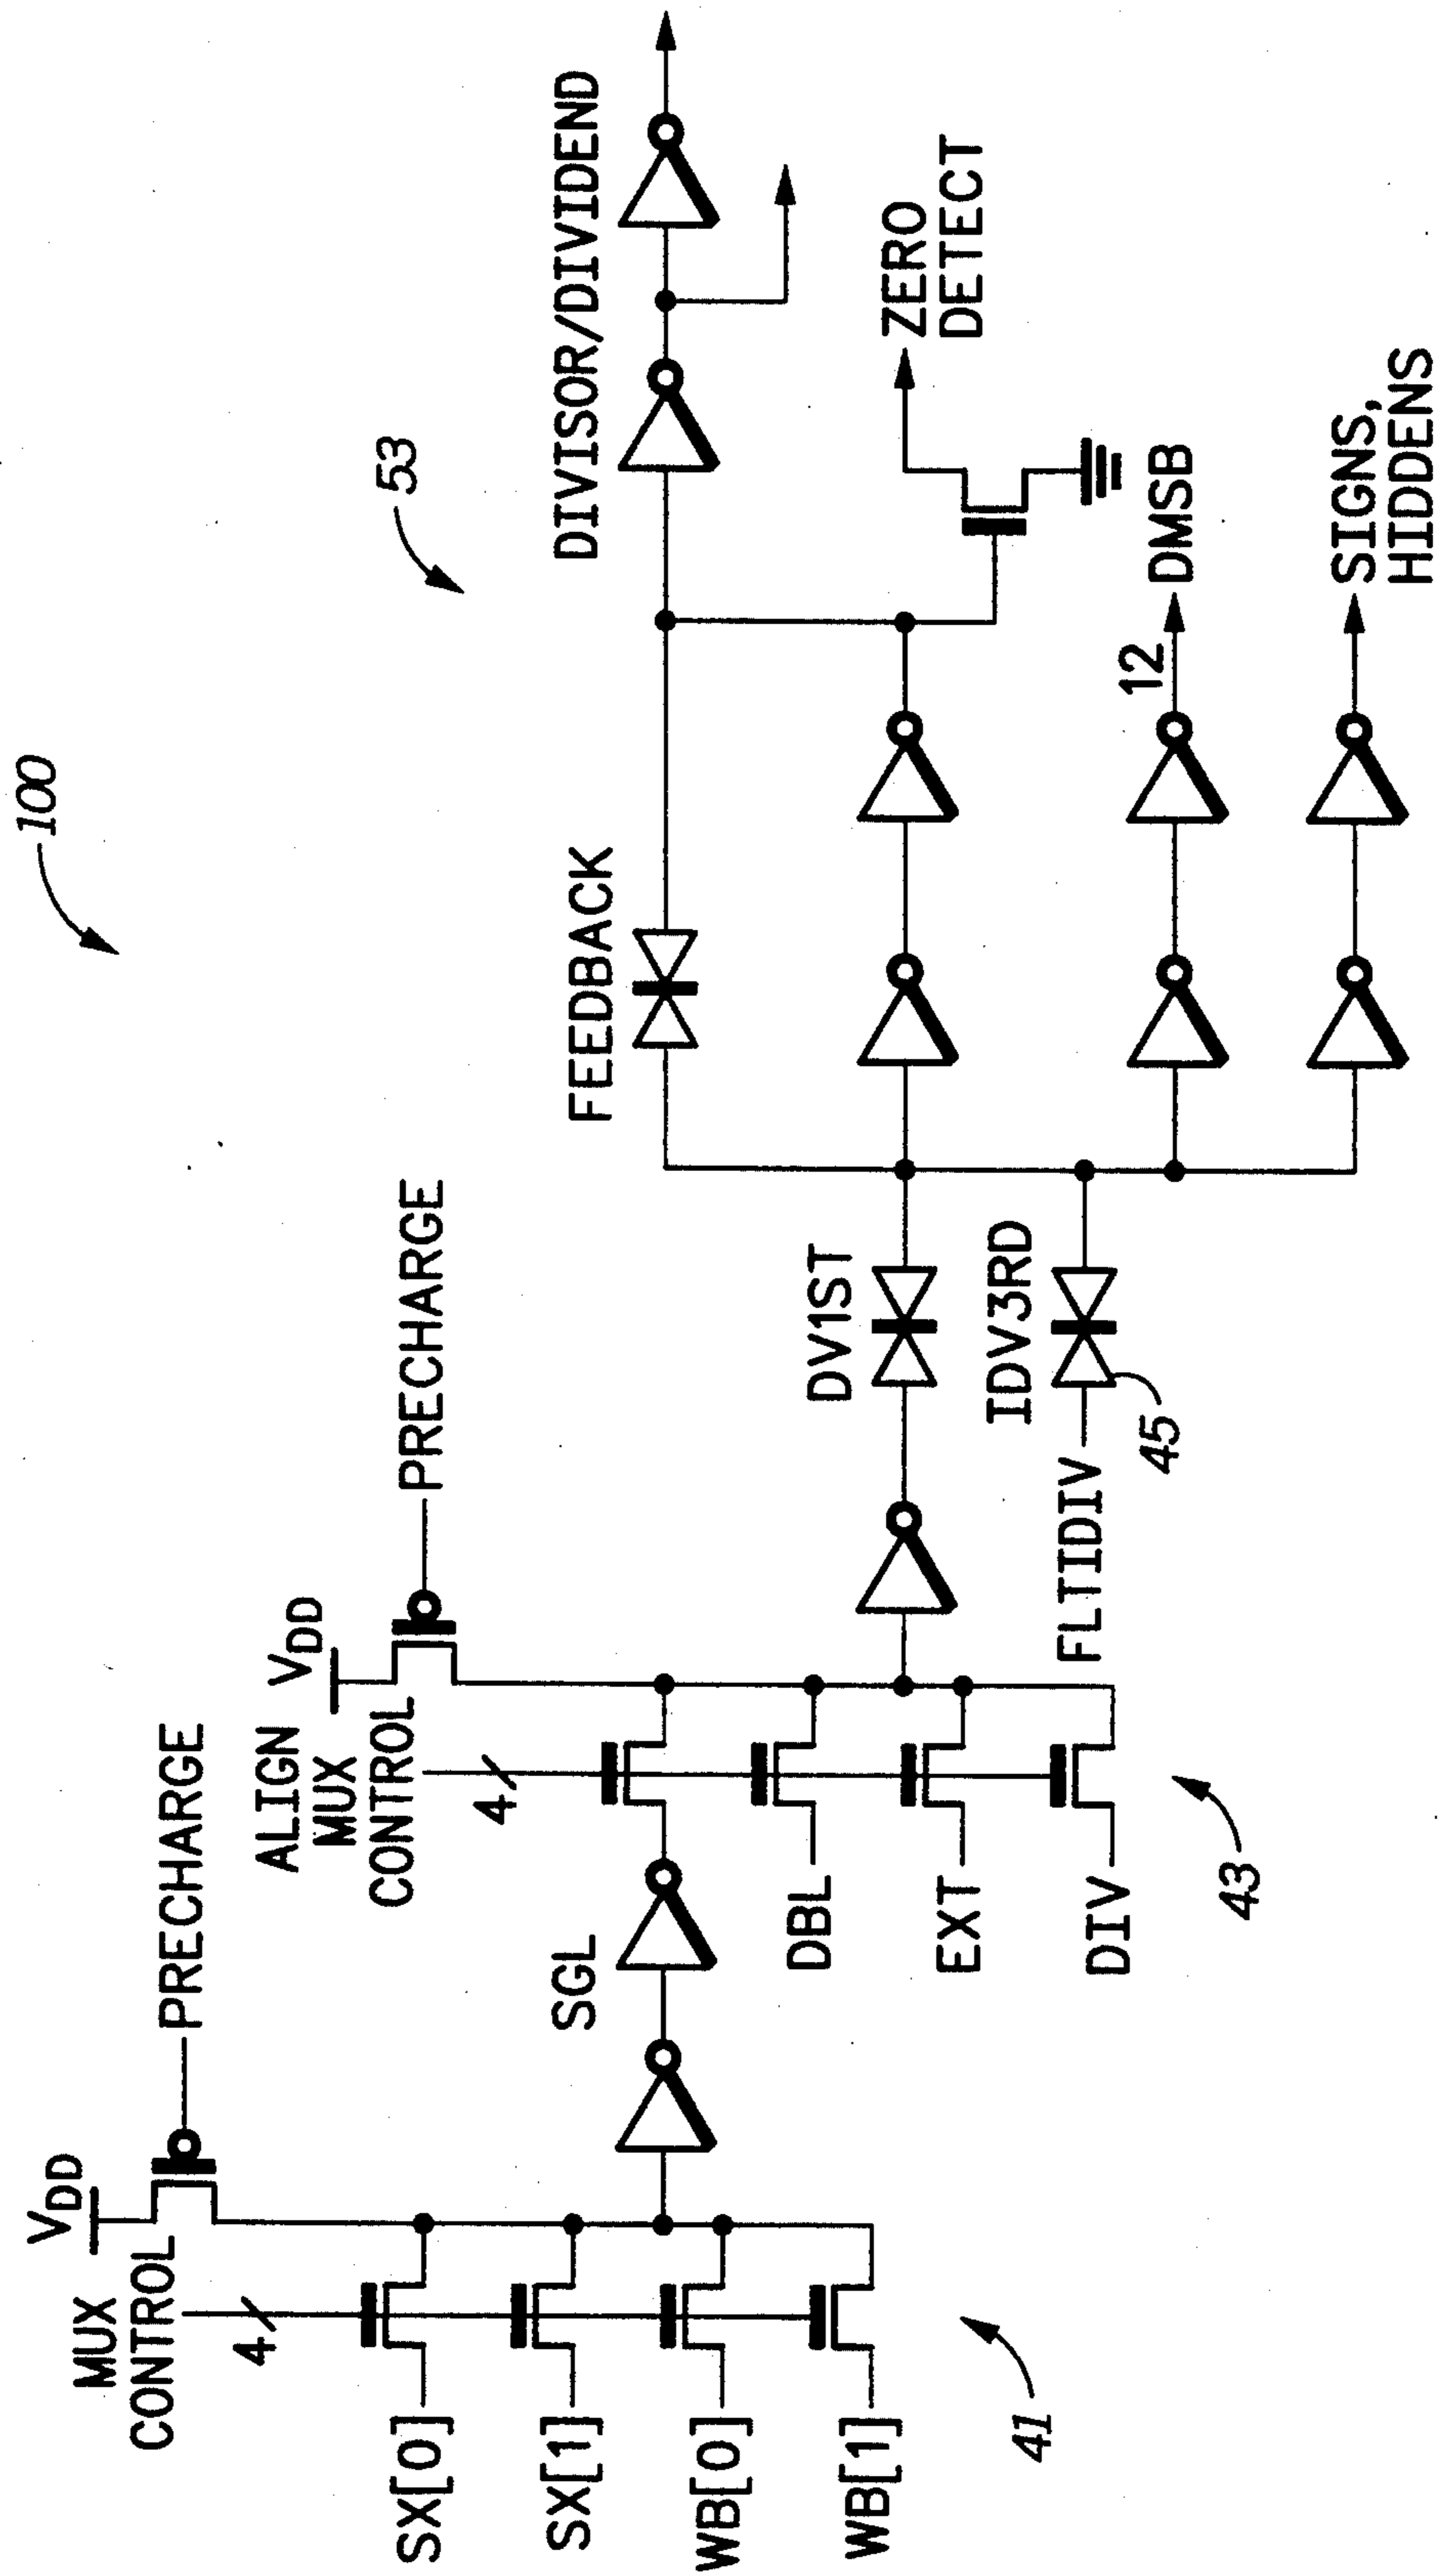 100
53
V_DD
PRECHARGE
MUX
CONTROL
4
SX[0]
SX[1]
WB[0]
WB[1]
41
SGL
V_DD
PRECHARGE
ALIGN
MUX
CONTROL
4
DBL
EXT
DIV
43
DV1ST
IDV3RD
FLTIDIV
45
FEEDBACK
DIVISOR/DIVIDEND
ZERO
DETECT
12
DMSB
SIGNS,
HIDDENS